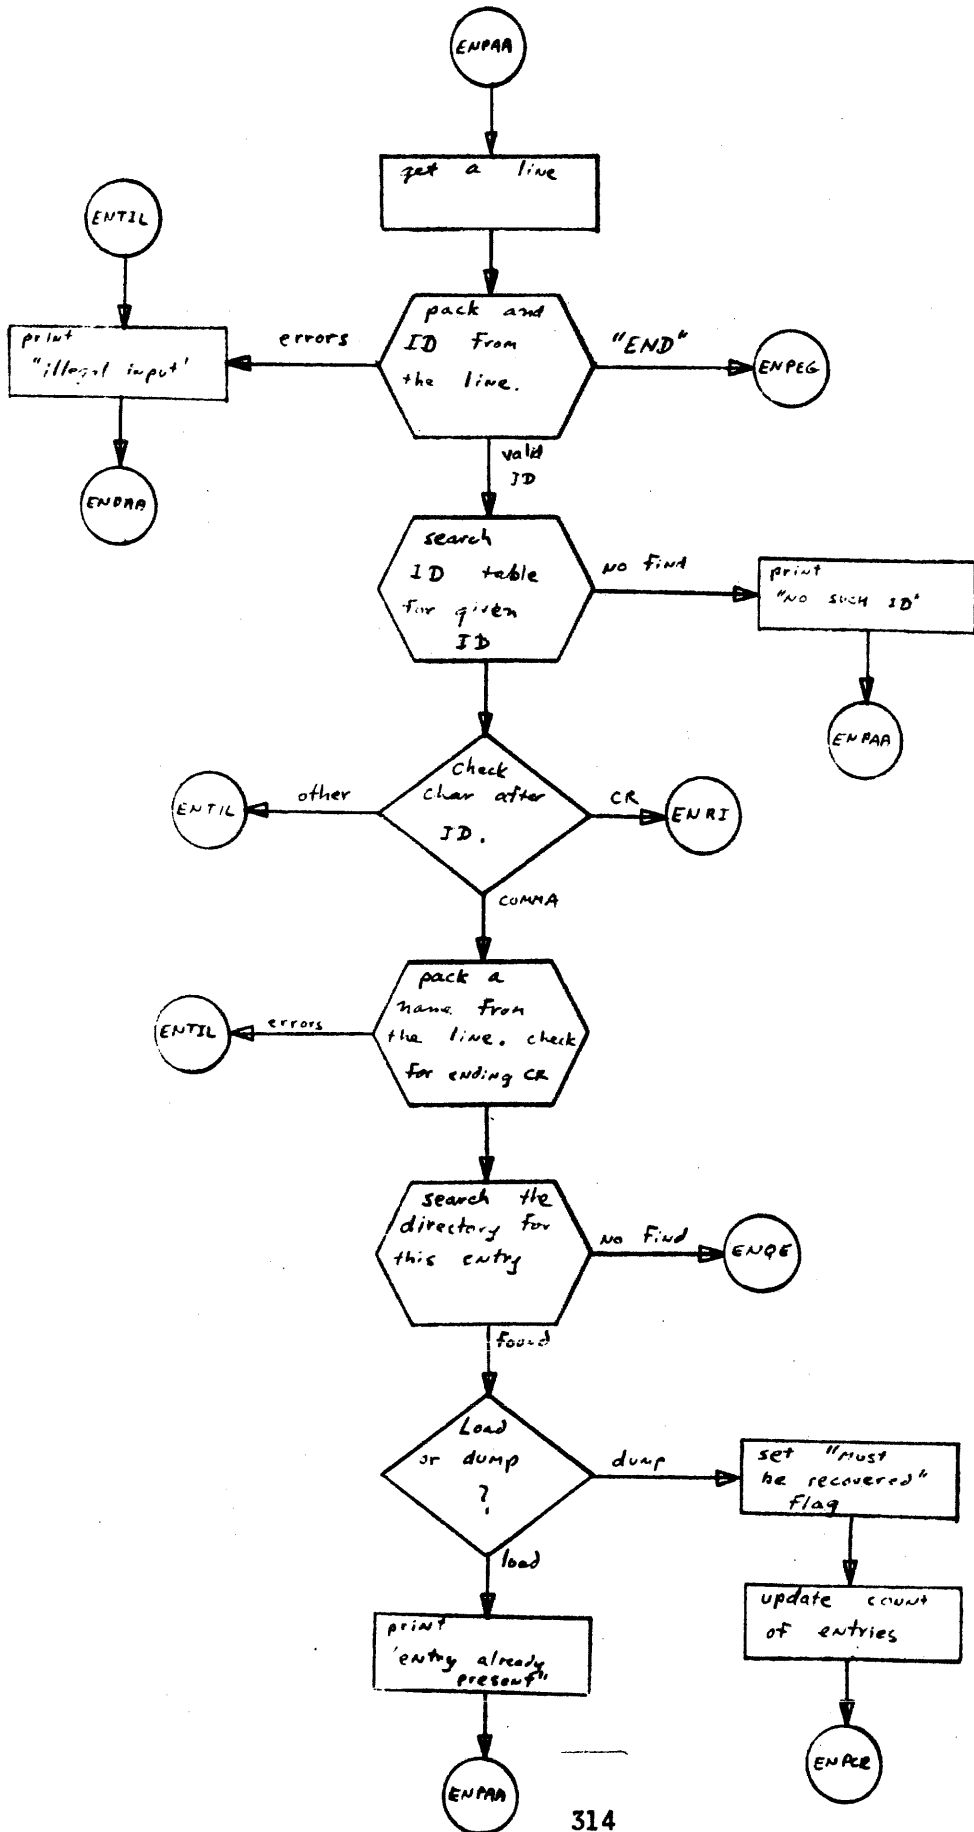 ENPAA
get a line
ENTIL
pack and
ID from
the line.
errors
"END"
ENPEG
print
"illegal input'
valid
ID
ENPAA
search
ID table
for given
ID
NO Find
print
"NO SUCH ID"
ENPAA
check
char after
ID.
other
ENTIL
CR
ENRI
COMMA
pack a
name from
the line. check
for ending CR
errors
ENTIL
search the
directory for
this entry
NO Find
ENQE
found
Load
or dump
?
dump
set "Must
be recovered"
flag
load
update count
of entries
print
'entry already
present"
ENPCR
ENPAA
314